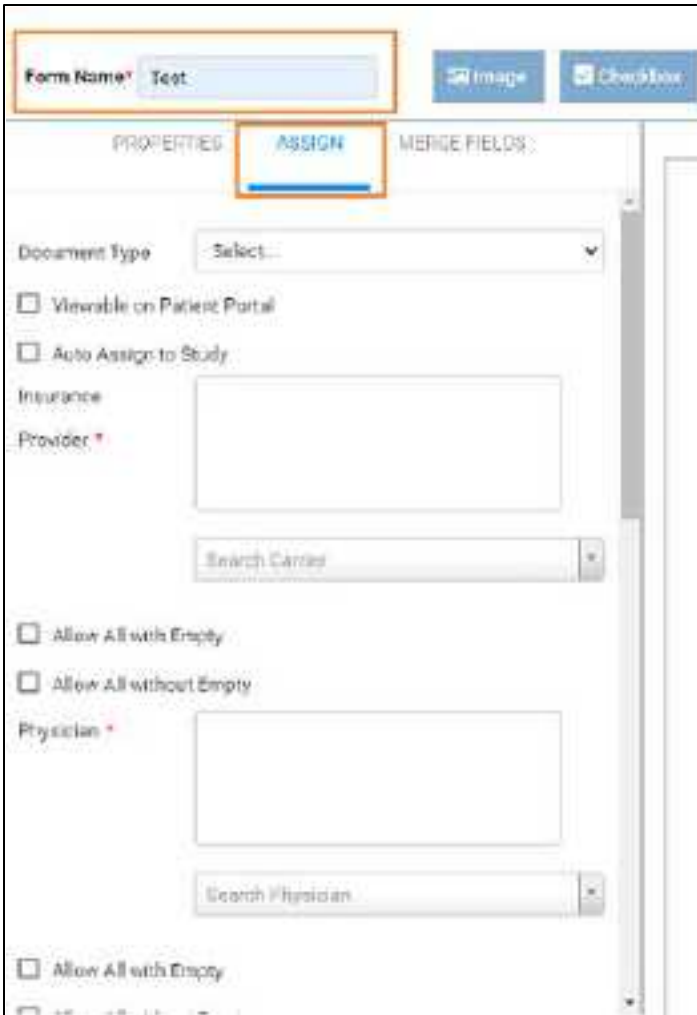 Form Name* Test Image Checkbox
PROPERTIES ASSIGN MERGE FIELDS
Document Type Select...
Viewable on Patient Portal
Auto Assign to Study
Insurance
Provider *
Search Carrier
Allow All with Empty
Allow All without Empty
Physician *
Search Physician
Allow All with Empty